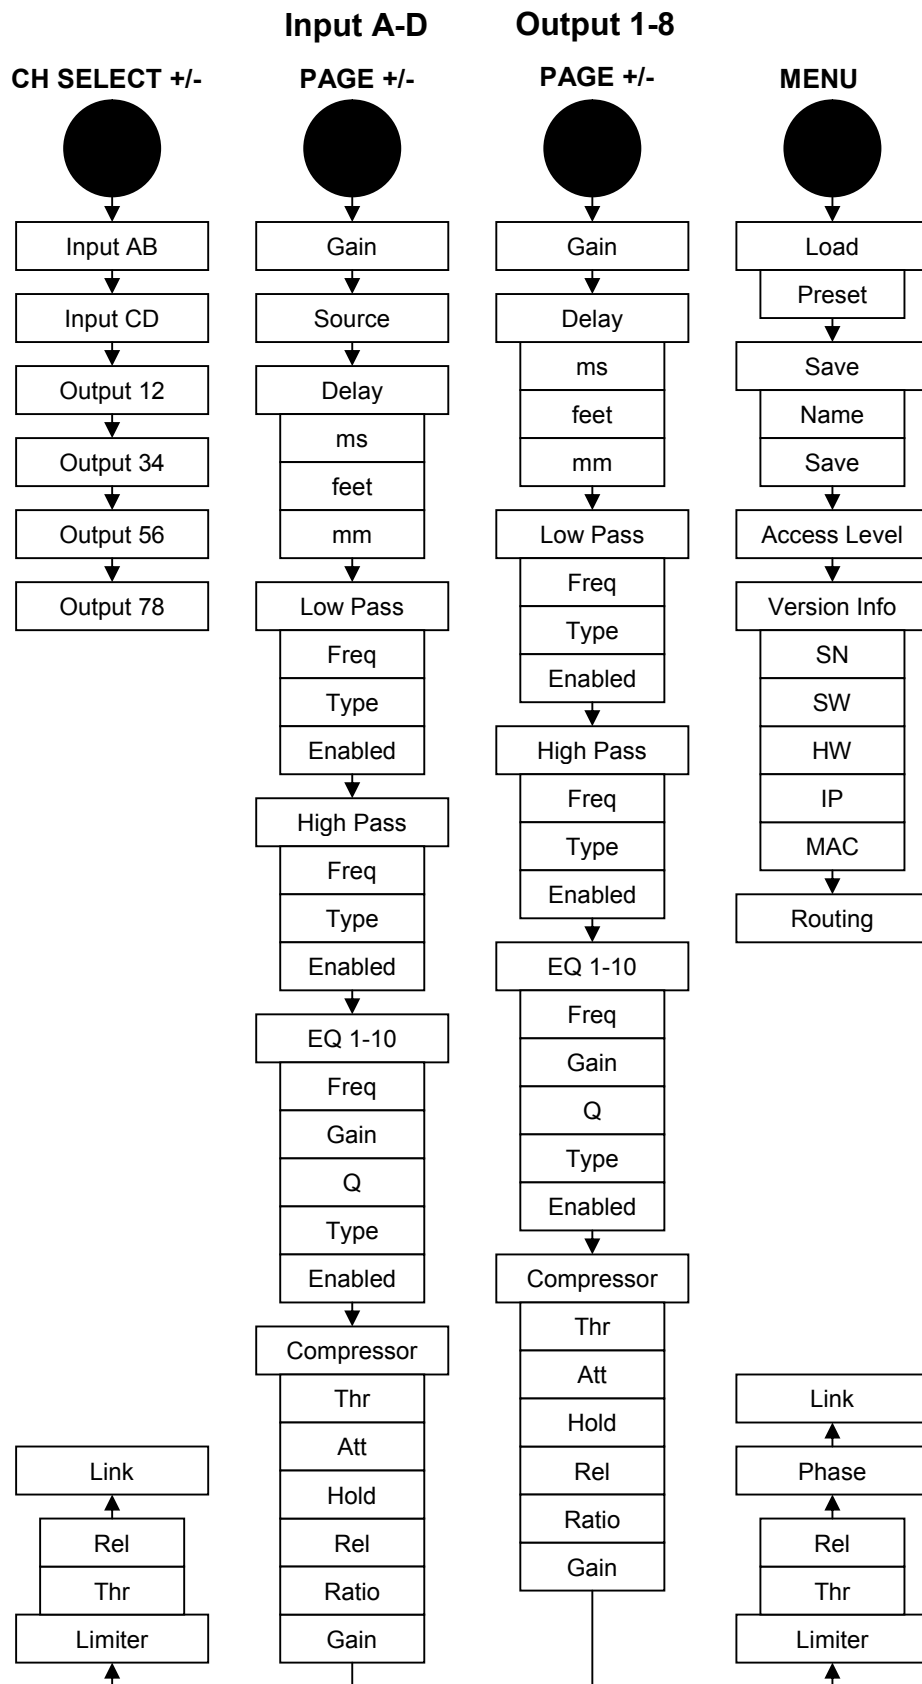 Input A-D
Output 1-8
CH SELECT +/-
PAGE +/-
PAGE +/-
MENU
Input AB
Input CD
Output 12
Output 34
Output 56
Output 78
Gain
Source
Delay
ms
feet
mm
Low Pass
Freq
Type
Enabled
High Pass
Freq
Type
Enabled
EQ 1-10
Freq
Gain
Q
Type
Enabled
Compressor
Thr
Att
Hold
Rel
Ratio
Gain
Link
Rel
Thr
Limiter
Gain
Delay
ms
feet
mm
Low Pass
Freq
Type
Enabled
High Pass
Freq
Type
Enabled
EQ 1-10
Freq
Gain
Q
Type
Enabled
Compressor
Thr
Att
Hold
Rel
Ratio
Gain
Load
Preset
Save
Name
Save
Access Level
Version Info
SN
SW
HW
IP
MAC
Routing
Link
Phase
Rel
Thr
Limiter